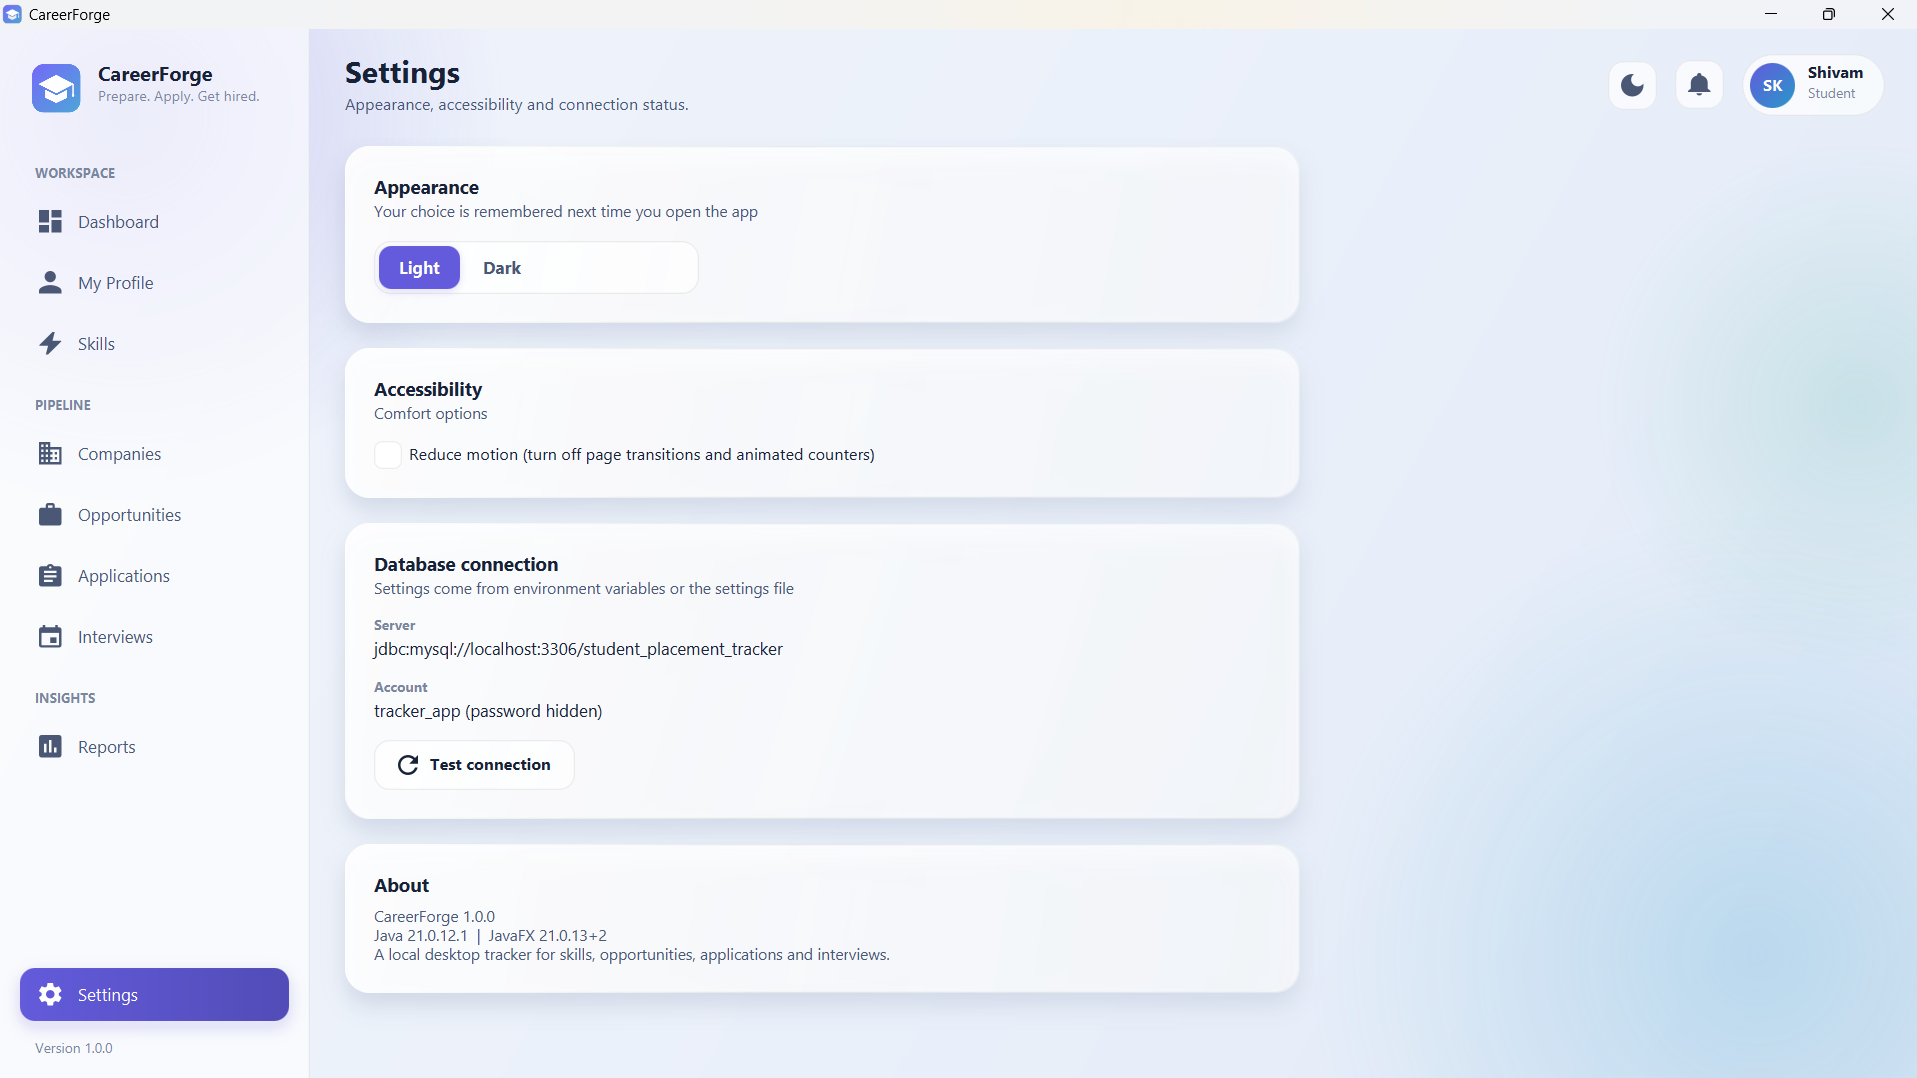 CareerForge
CareerForge
Prepare. Apply. Get hired.
WORKSPACE
Dashboard
My Profile
Skills
PIPELINE
Companies
Opportunities
Applications
Interviews
INSIGHTS
Reports
Settings
Version 1.0.0
Settings
Appearance, accessibility and connection status.
SK
Shivam
Student
Appearance
Your choice is remembered next time you open the app
Light
Dark
Accessibility
Comfort options
Reduce motion (turn off page transitions and animated counters)
Database connection
Settings come from environment variables or the settings file
Server
jdbc:mysql://localhost:3306/student_placement_tracker
Account
tracker_app (password hidden)
Test connection
About
CareerForge 1.0.0
Java 21.0.12.1 | JavaFX 21.0.13+2
A local desktop tracker for skills, opportunities, applications and interviews.